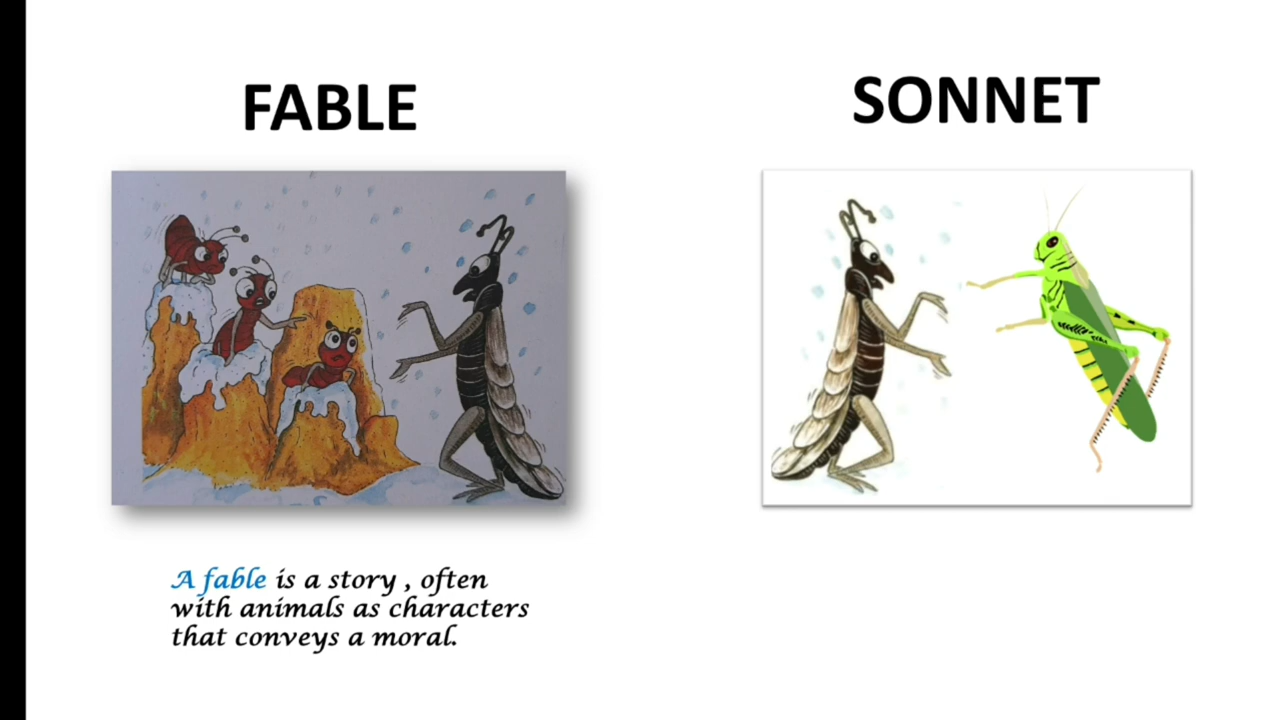 FABLE
SONNET
A fable is a story , often
with animals as characters
that conveys a moral.